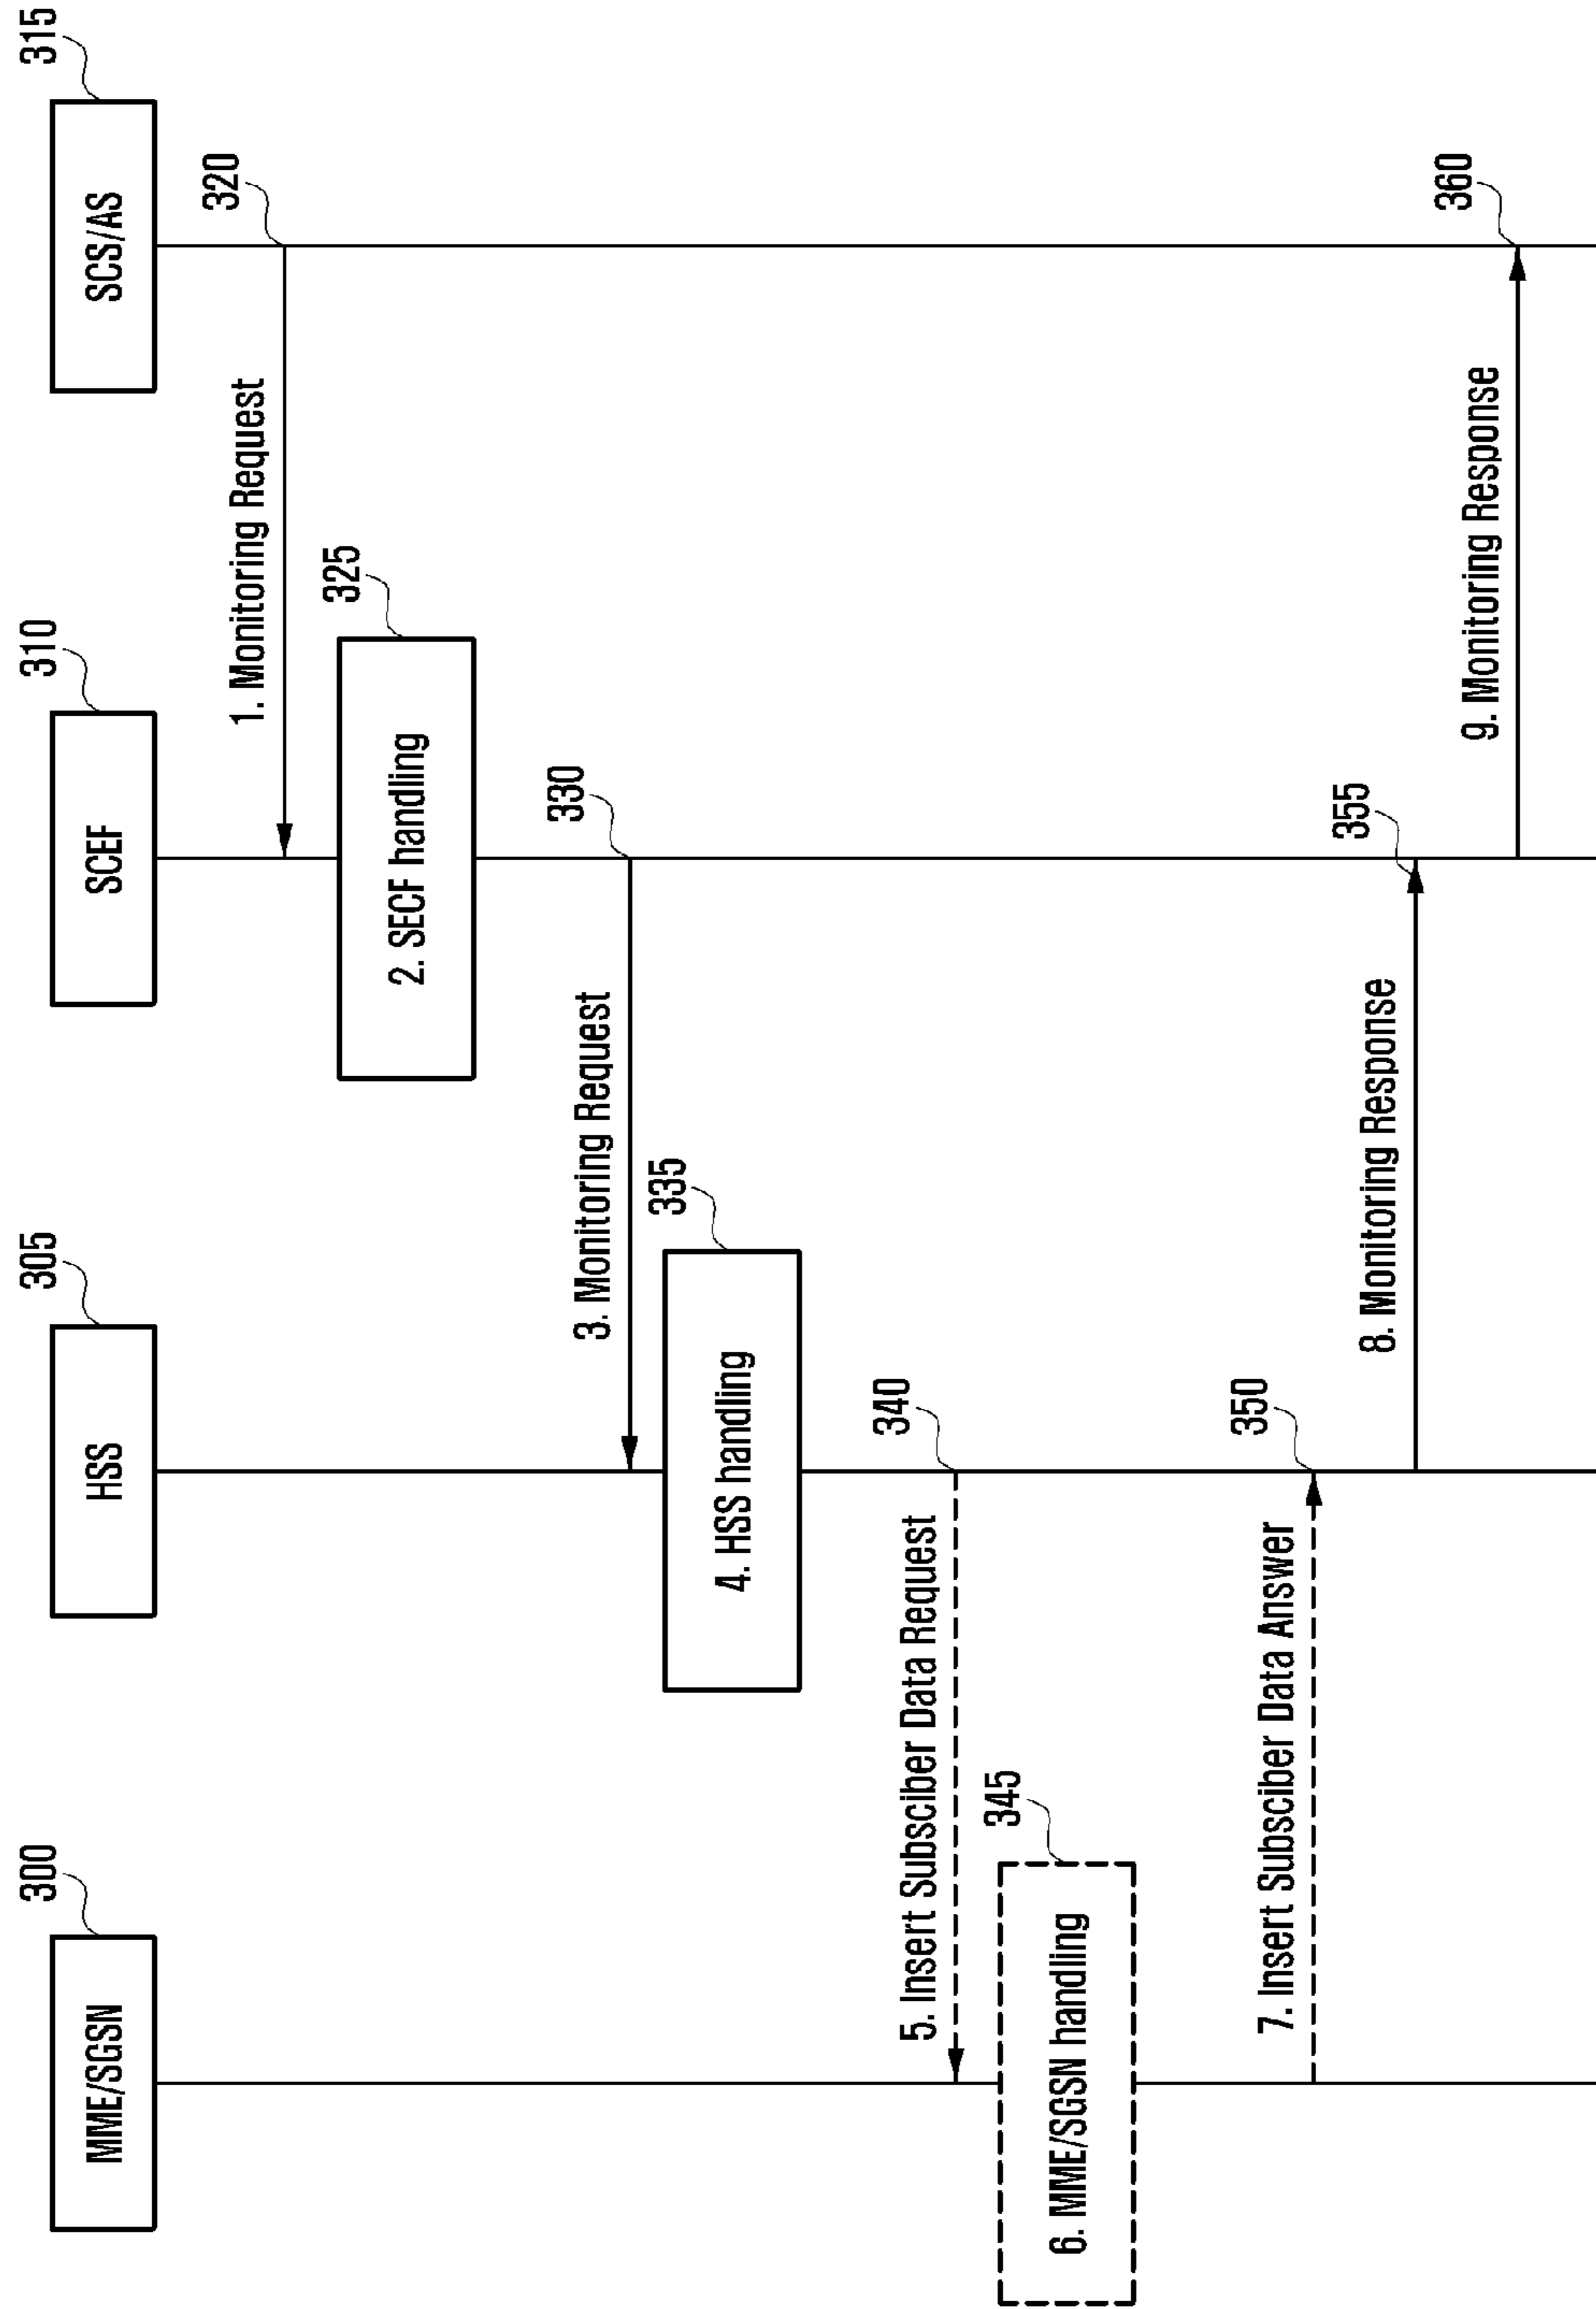 300
305
310
315
MME/SGSN
HSS
SCEF
SCS/AS
320
1. Monitoring Request
325
2. SECF handling
330
3. Monitoring Request
335
4. HSS handling
340
5. Insert Subsciber Data Request
345
6. MME/SGSN handling
350
7. Insert Subsciber Data Answer
355
8. Monitoring Response
360
9. Monitoring Response